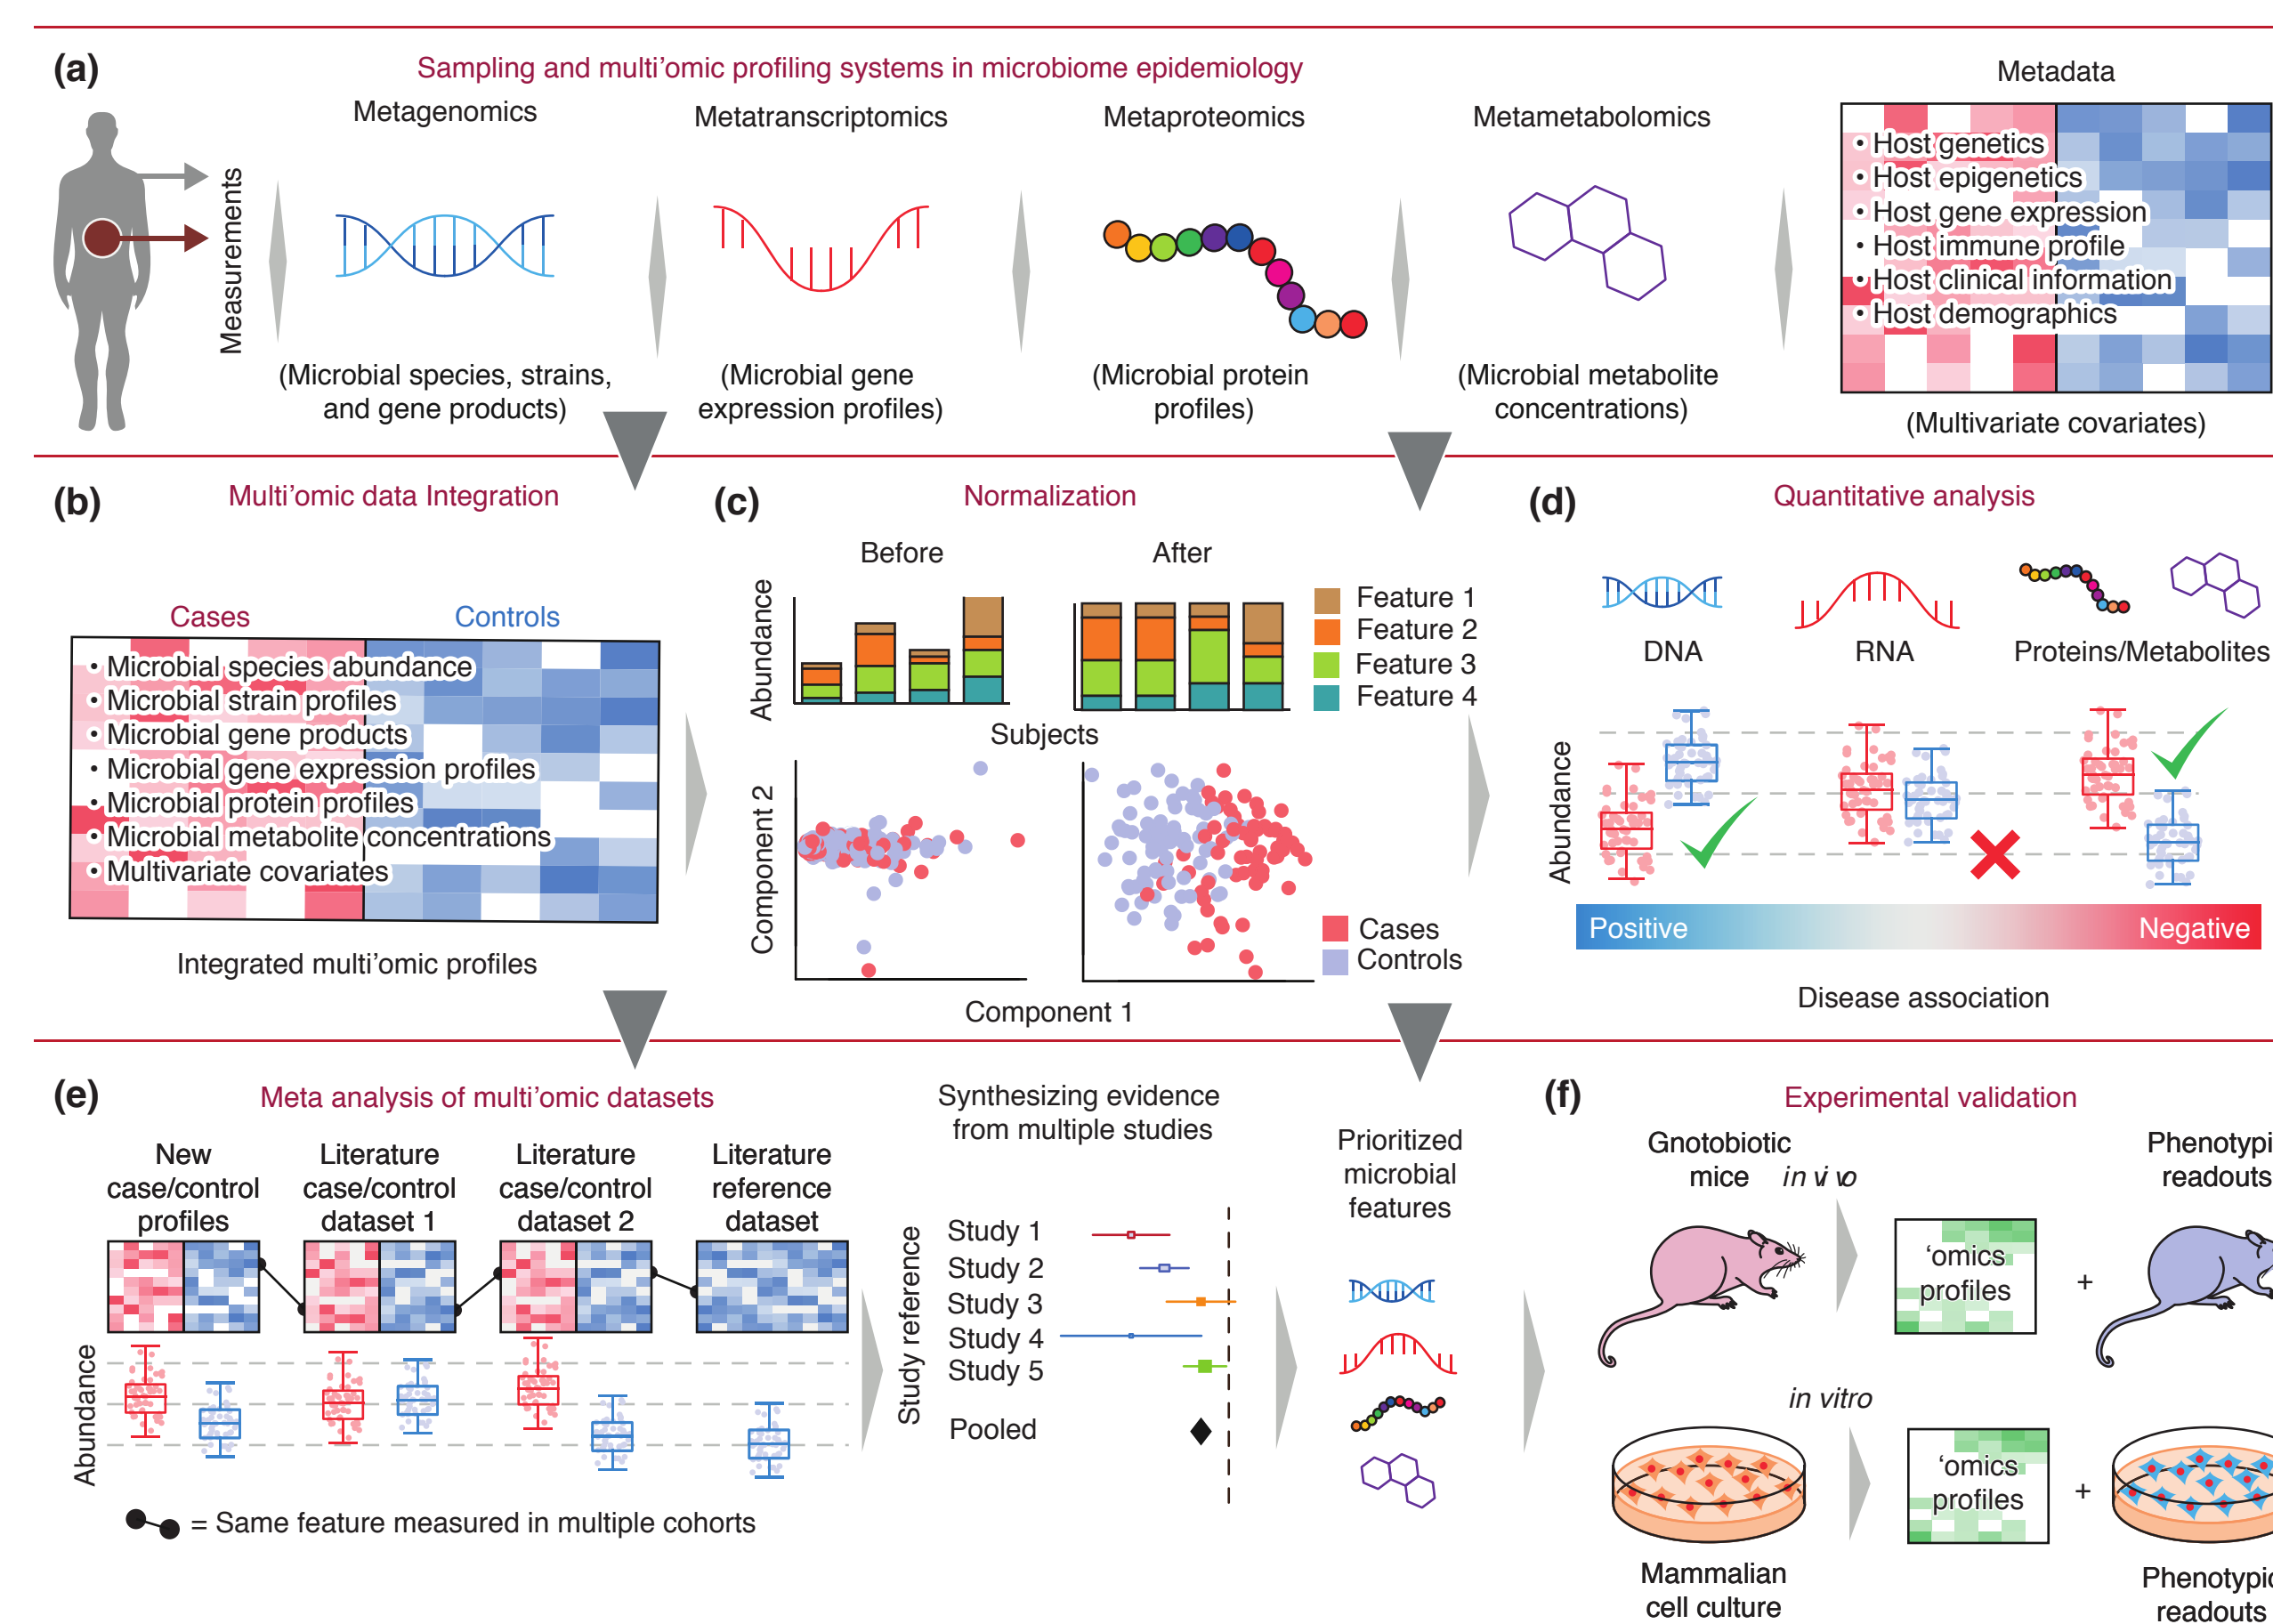 (a)
Sampling and multi’omic profiling systems in microbiome epidemiology
Measurements
Metagenomics
(Microbial species, strains,
and gene products)
Metatranscriptomics
(Microbial gene
expression profiles)
Metaproteomics
(Microbial protein
profiles)
Metametabolomics
(Microbial metabolite
concentrations)
Metadata
• Host genetics
• Host epigenetics
• Host gene expression
• Host immune profile
• Host clinical information
• Host demographics
(Multivariate covariates)
(b)
Multi’omic data Integration
Cases
Controls
• Microbial species abundance
• Microbial strain profiles
• Microbial gene products
• Microbial gene expression profiles
• Microbial protein profiles
• Microbial metabolite concentrations
• Multivariate covariates
Integrated multi’omic profiles
(c)
Normalization
Before
After
Abundance
Feature 1
Feature 2
Feature 3
Feature 4
Subjects
Component 2
Cases
Controls
Component 1
(d)
Quantitative analysis
DNA
RNA
Proteins/Metabolites
Abundance
Positive
Negative
Disease association
(e)
Meta analysis of multi’omic datasets
New
case/control
profiles
Literature
case/control
dataset 1
Literature
case/control
dataset 2
Literature
reference
dataset
Abundance
= Same feature measured in multiple cohorts
Synthesizing evidence
from multiple studies
Study reference
Study 1
Study 2
Study 3
Study 4
Study 5
Pooled
Prioritized
microbial
features
(f)
Experimental validation
Gnotobiotic
mice
in vivo
‘omics
profiles
+
Phenotypi
readouts
in vitro
Mammalian
cell culture
‘omics
profiles
+
Phenotypic
readouts